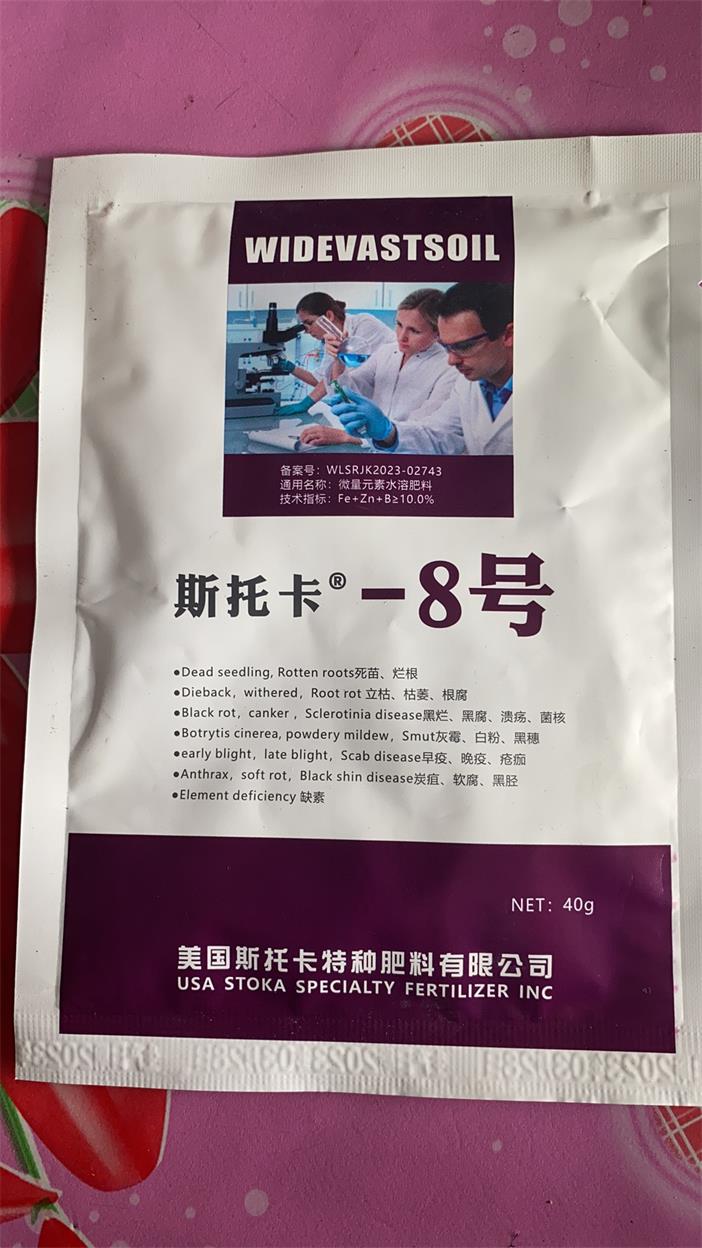 WIDEVASTSOIL
备案号：WLSRJK2023-02743
通用名称：微量元素水溶肥料
技术指标：Fe+Zn+B≥10.0%
斯托卡®-8号
●Dead seedling, Rotten roots死苗、烂根
●Dieback，withered，Root rot 立枯、枯萎、根腐
●Black rot，canker ，Sclerotinia disease黑烂、黑腐、溃疡、菌核
●Botrytis cinerea, powdery mildew，Smut灰霉、白粉、黑穗
●early blight，late blight，Scab disease早疫、晚疫、疮痂
●Anthrax，soft rot，Black shin disease炭疽、软腐、黑胫
●Element deficiency 缺素
NET：40g
美国斯托卡特种肥料有限公司
USA STOKA SPECIALTY FERTILIZER INC